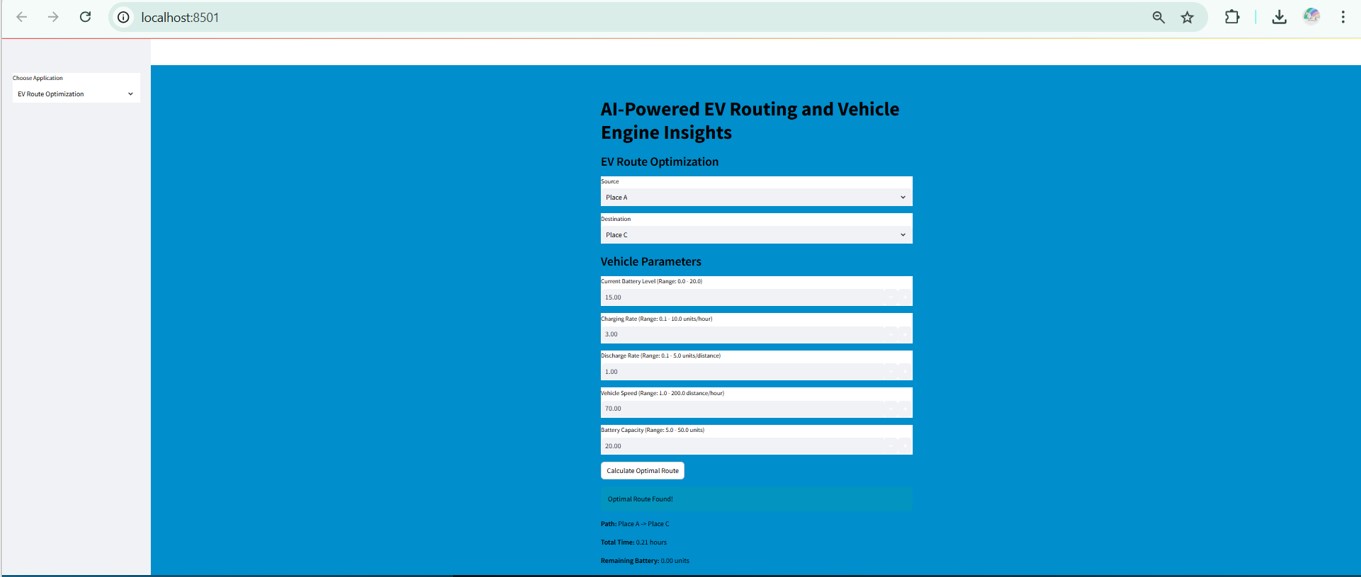 localhost:8501
Choose Application
EV Route Optimization
AI-Powered EV Routing and Vehicle
Engine Insights
EV Route Optimization
Source
Place A
Destination
Place C
Vehicle Parameters
Current Battery Level (Range: 0.0 - 20.0)
15.00
Charging Rate (Range: 0.1 - 10.0 units/hour)
3.00
Discharge Rate (Range: 0.1 - 5.0 units/distance)
1.00
Vehicle Speed (Range: 1.0 - 200.0 distance/hour)
70.00
Battery Capacity (Range: 5.0 - 50.0 units)
20.00
Calculate Optimal Route
Optimal Route Found!
Path: Place A -> Place C
Total Time: 0.21 hours
Remaining Battery: 0.00 units